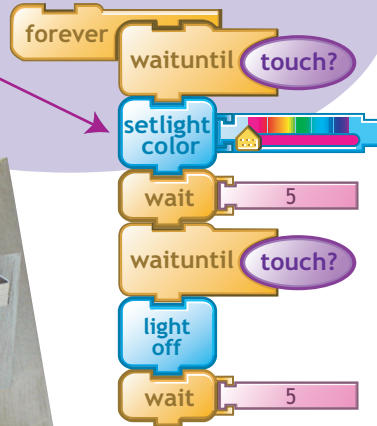 forever
waituntil touch?
setlight
color
wait 5
waituntil touch?
light
off
wait 5